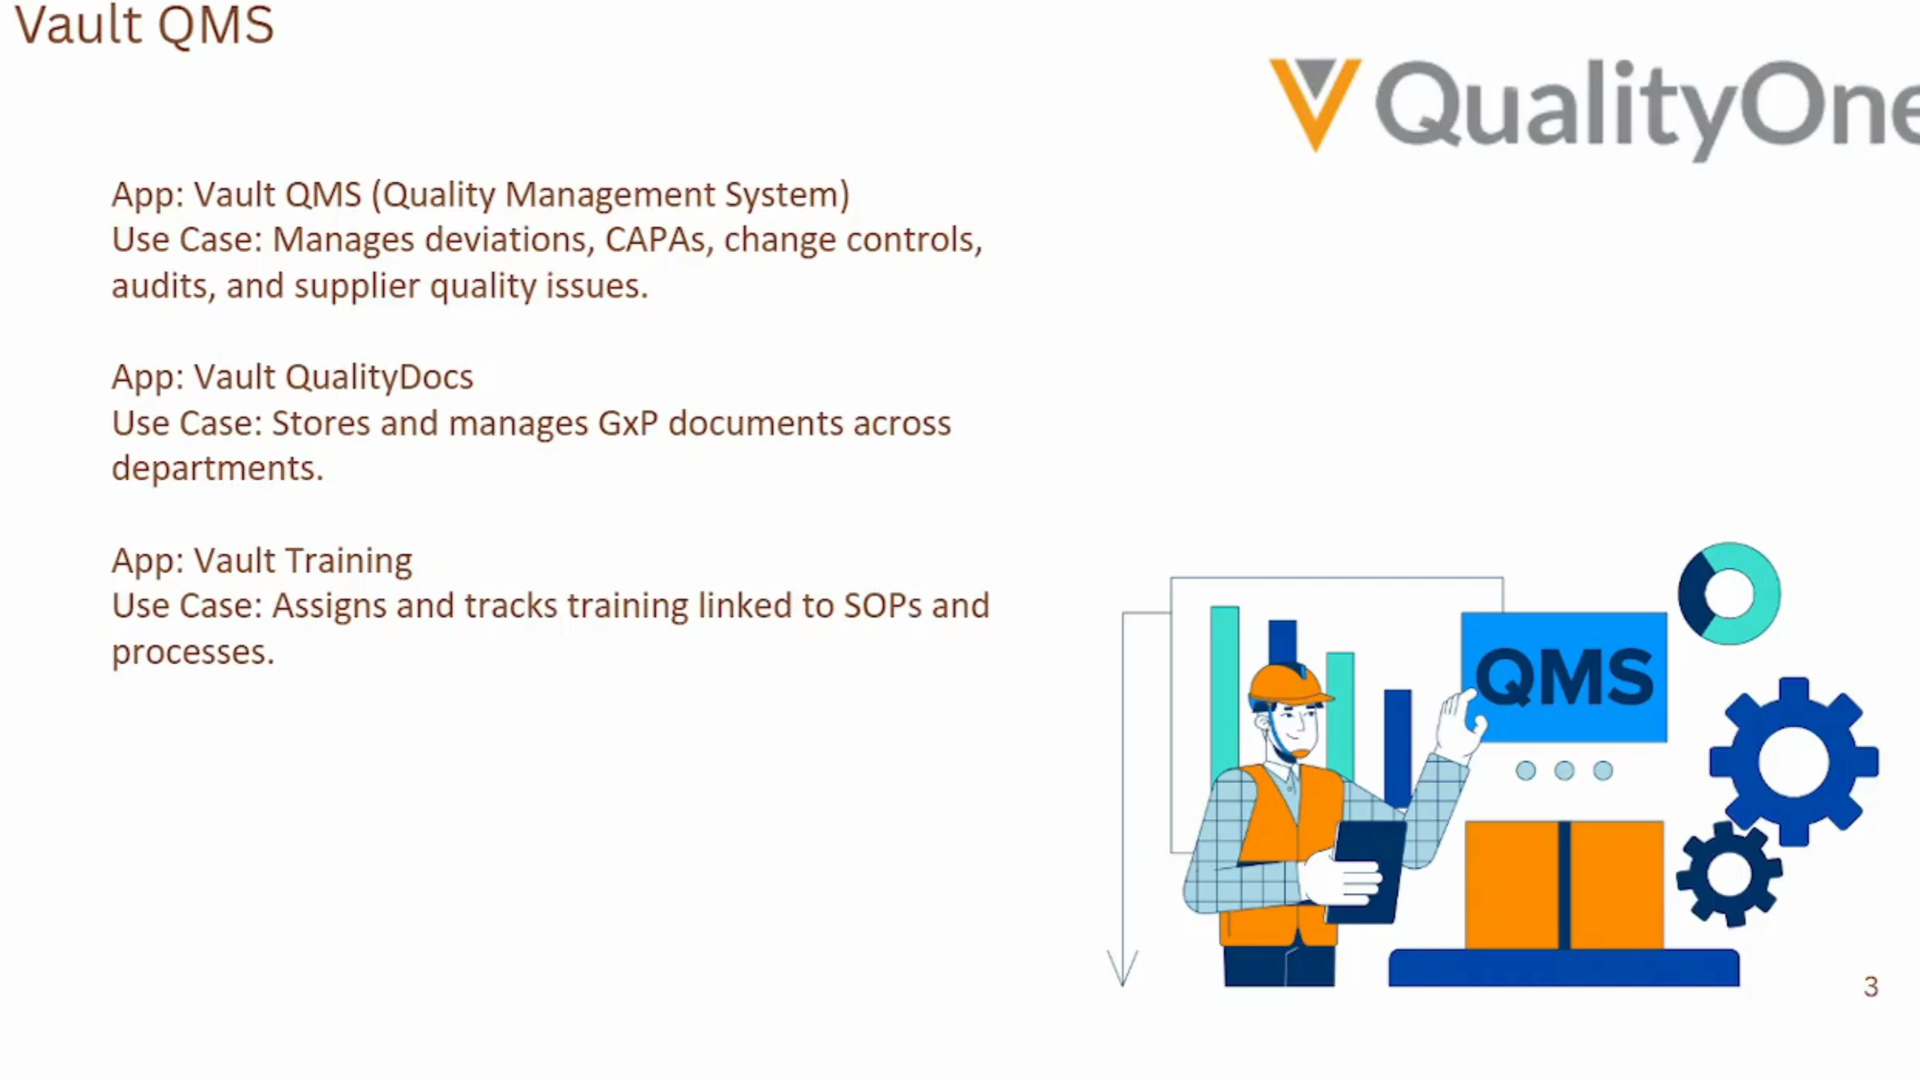 Vault QMS
QualityOne
App: Vault QMS (Quality Management System)
Use Case: Manages deviations, CAPAs, change controls,
audits, and supplier quality issues.
App: Vault QualityDocs
Use Case: Stores and manages GxP documents across
departments.
App: Vault Training
Use Case: Assigns and tracks training linked to SOPs and
processes.
QMS
3